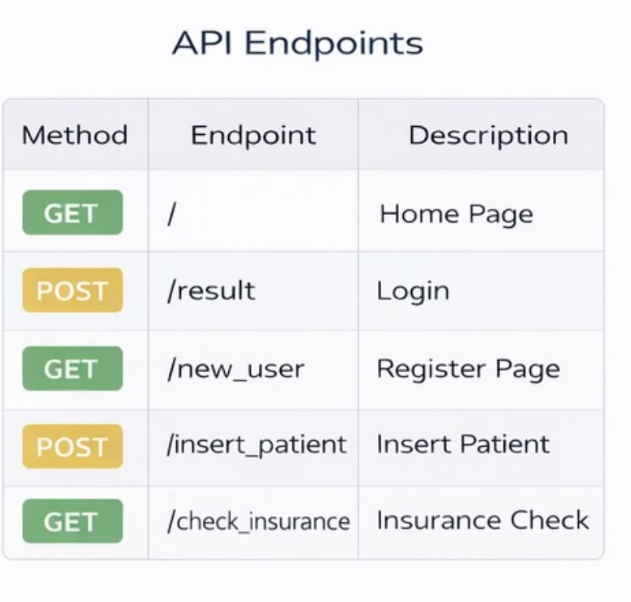 API Endpoints
Method Endpoint Description
GET / Home Page
POST /result Login
GET /new_user Register Page
POST /insert_patient Insert Patient
GET /check_insurance Insurance Check